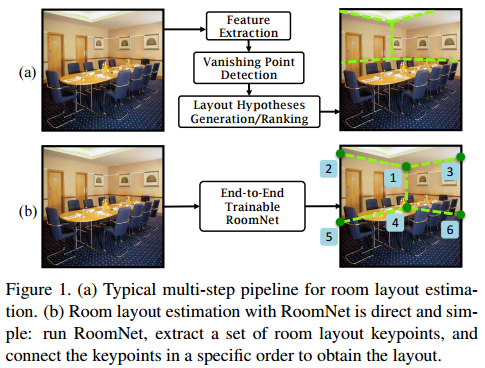 (a)
Feature
Extraction
Vanishing Point
Detection
Layout Hypotheses
Generation/Ranking
(b)
End-to-End
Trainable
RoomNet
2
1
3
5
4
6
Figure 1. (a) Typical multi-step pipeline for room layout estima-
tion. (b) Room layout estimation with RoomNet is direct and sim-
ple: run RoomNet, extract a set of room layout keypoints, and
connect the keypoints in a specific order to obtain the layout.